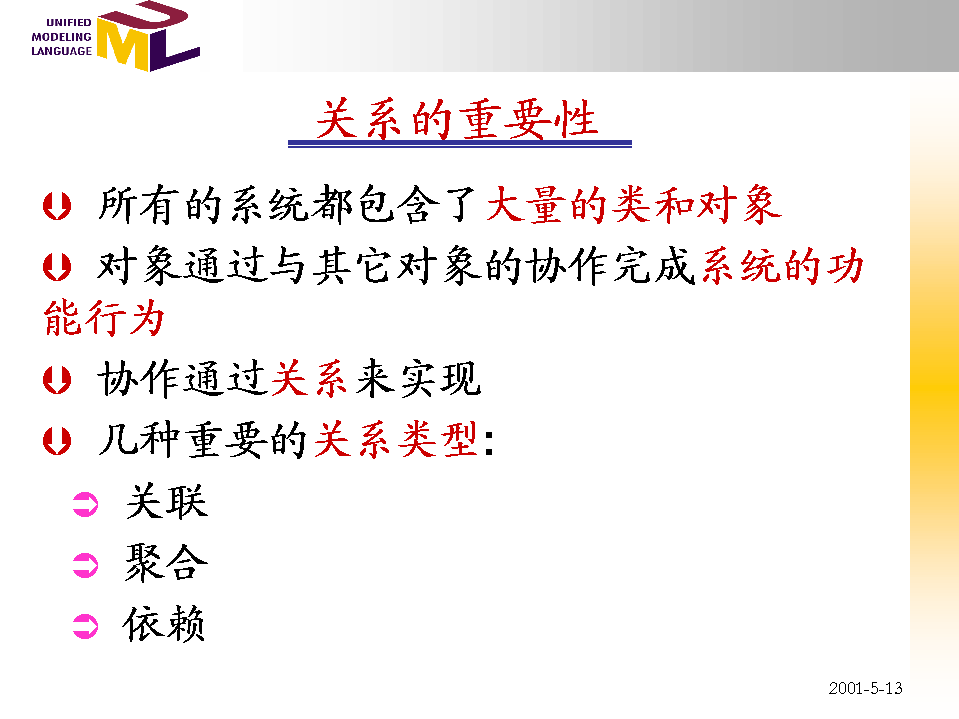 UNIFIED
MODELING
LANGUAGE
UML
关系的重要性
所有的系统都包含了大量的类和对象
对象通过与其它对象的协作完成系统的功
能行为
协作通过关系来实现
几种重要的关系类型:
关联
聚合
依赖
2001-5-13